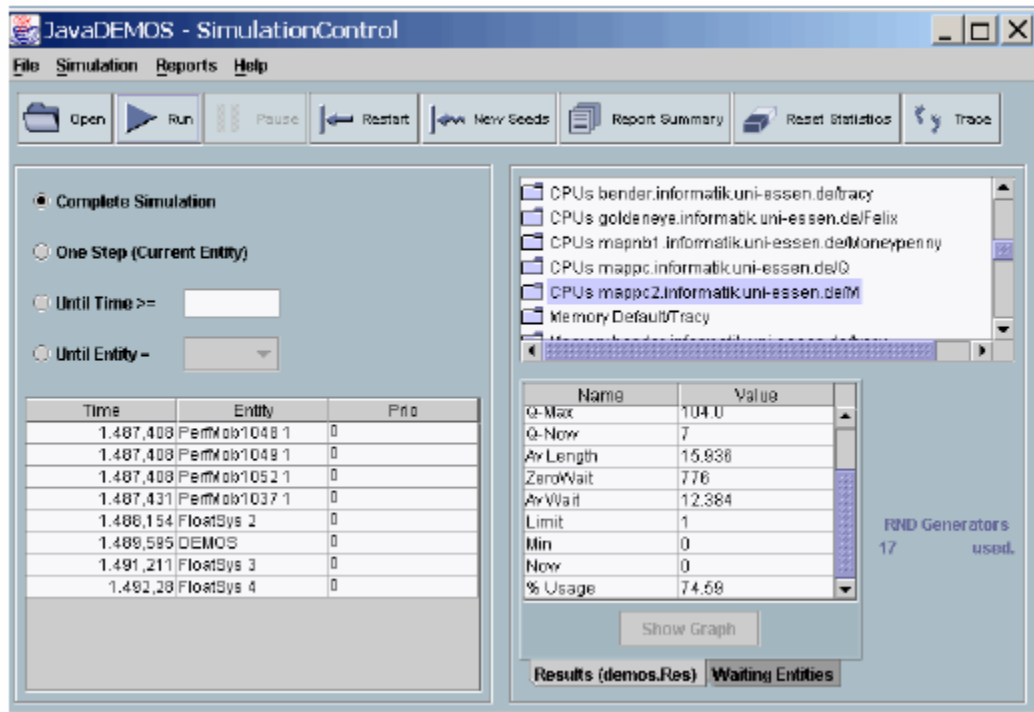 JavaDEMOS - SimulationControl
File Simulation Reports Help
Open Run Pause Restart New Seeds Report Summary Reset Statistics Trace
Complete Simulation
One Step (Current Entity)
Until Time >=
Until Entity =
Time Entity Prio
1.487,408 PerfMob1048 1 0
1.487,408 PerfMob1049 1 0
1.487,408 PerfMob1052 1 0
1.487,431 PerfMob1037 1 0
1.488,154 FloatSys 2 0
1.489,595 DEMOS 0
1.491,211 FloatSys 3 0
1.492,28 FloatSys 4 0
CPUs bender.informatik.uni-essen.de/tracy
CPUs goldeneye.informatik.uni-essen.de/Felix
CPUs mapnb1.informatik.uni-essen.de/Moneypenny
CPUs mappc.informatik.uni-essen.de/Q
CPUs mappc2.informatik.uni-essen.de/M
Memory Default/Tracy
Name Value
Q-Max 104.0
Q-Now 7
Av Length 15.936
ZeroWait 776
Av Wait 12.384
Limit 1
Min 0
Now 0
% Usage 74.59
Show Graph
Results (demos.Res) Waiting Entities
RND Generators
17 used.